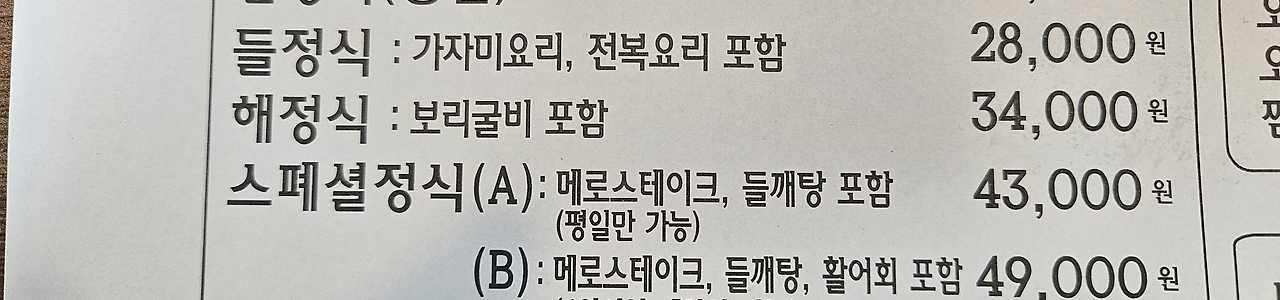 들정식 : 가자미요리, 전복요리 포함 28,000원
해정식 : 보리굴비 포함 34,000원
스페셜정식(A) : 메로스테이크, 들깨탕 포함 43,000원
(평일만 가능)
(B) : 메로스테이크, 들깨탕, 활어회 포함 49,000원